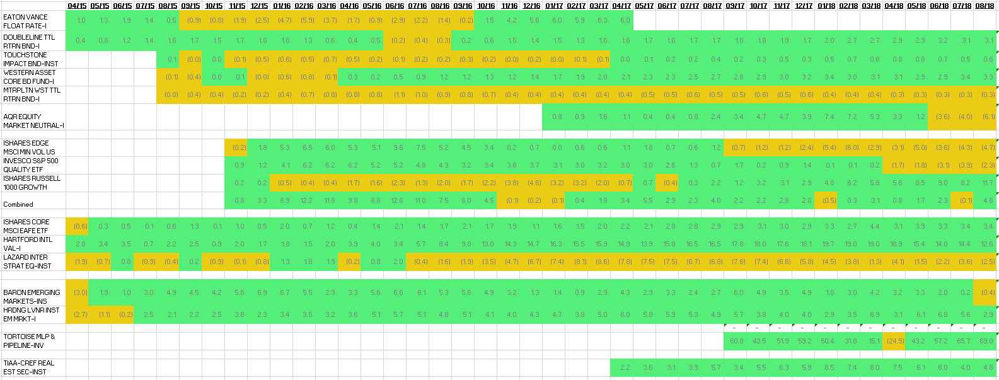 04/15 05/15 06/15 07/15 08/15 09/15 10/15 11/15 12/15 01/16 02/16 03/16 04/16 05/16 06/16 07/16 08/16 09/16 10/16 11/16 12/16 01/17 02/17 03/17 04/17 05/17 06/17 07/17 08/17 09/17 10/17 11/17 12/17 01/18 02/18 03/18 04/18 05/18 06/18 07/18 08/18
EATON VANCE
FLOAT RATE-I
1.0 1.3 1.9 1.4 0.5 (0.9) (0.8) (1.9) (2.5) (4.7) (5.9) (3.7) (1.7) (0.9) (2.9) (2.2) (1.4) (0.2) 1.5 4.2 5.6 6.0 5.9 6.3 6.0
DOUBLELINE TTL
RTRN BND-I
0.4 0.8 1.2 1.4 1.6 1.7 1.5 1.7 1.8 1.8 1.3 0.6 0.4 0.5 (0.2) (0.4) (0.3) 0.2 0.6 1.5 1.4 1.5 1.3 1.6 1.6 1.7 1.6 1.7 1.7 1.8 1.8 1.9 1.7 2.0 2.7 2.7 2.9 2.9 3.2 3.1 3.1
TOUCHSTONE
IMPACT BND-INST
0.1 (0.0) 0.0 (0.1) (0.5) (0.6) (0.5) (0.7) (0.5) (0.2) (0.1) (0.2) (0.2) (0.3) (0.2) (0.0) (0.2) (0.0) (0.1) (0.1) 0.0 0.1 0.2 0.2 0.4 0.2 0.3 0.5 0.3 0.5 0.7 0.6 0.8 0.8 0.7 0.5 0.6
WESTERN ASSET
CORE BD FUND-I
(0.1) (0.4) 0.0 0.1 (0.0) (0.6) (0.8) (0.1) 0.3 0.2 0.5 0.9 1.2 1.2 1.3 1.2 1.4 1.7 1.9 2.0 2.1 2.3 2.3 2.5 2.7 2.8 2.9 3.0 3.2 3.4 3.0 3.1 3.1 2.9 2.9 3.4 3.3
MTRPLTN WST TTL
RTRN BND-I
(0.0) (0.4) (0.4) (0.2) (0.2) (0.4) (0.7) (0.8) (0.8) (0.8) (1.1) (1.0) (0.9) (0.8) (0.7) (0.4) (0.4) (0.4) (0.4) (0.4) (0.4) (0.5) (0.5) (0.6) (0.5) (0.5) (0.6) (0.5) (0.6) (0.4) (0.4) (0.4) (0.3) (0.3) (0.3) (0.3) (0.3)
AQR EQUITY
MARKET NEUTRAL-I
0.8 0.9 1.6 1.1 0.4 0.4 0.8 2.4 3.4 4.7 4.7 3.9 7.4 7.2 5.3 3.3 1.2 (3.6) (4.0) (6.1)
ISHARES EDGE
MSCI MIN VOL US
(0.2) 1.8 5.3 6.5 6.0 5.3 5.1 9.6 7.5 5.2 4.5 3.4 0.2 0.7 0.0 0.6 0.6 1.1 1.8 0.7 0.6 1.2 (0.7) (1.2) (1.2) (2.4) (5.4) (6.0) (2.9) (3.1) (5.0) (3.6) (4.3) (4.7)
INVESCO S&P 500
QUALITY ETF
0.9 1.2 4.1 6.2 6.2 6.2 5.2 5.2 4.8 4.3 3.2 3.4 3.6 3.7 3.1 3.0 3.2 3.0 3.0 2.6 1.3 0.7 1.7 0.2 0.9 1.4 0.1 0.1 0.2 (1.7) (1.8) (3.1) (3.9) (2.3)
ISHARES RUSSELL
1000 GROWTH
0.2 0.2 (0.5) (0.4) (0.4) (1.7) (1.6) (2.3) (1.3) (2.0) (1.7) (2.2) (3.8) (4.6) (3.2) (3.2) (2.0) (0.7) 0.7 (0.4) 0.3 2.2 1.2 3.2 3.1 2.9 4.8 6.2 5.8 5.6 8.5 9.0 8.2 11.7
Combined
0.8 3.3 8.9 12.2 11.8 9.8 8.8 12.6 11.0 7.5 6.0 4.5 (0.1) (0.2) (0.1) 0.4 1.8 3.4 5.5 2.9 2.3 4.0 2.2 2.2 2.8 2.0 (0.5) 0.3 3.1 0.8 1.7 2.3 (0.1) 4.6
ISHARES CORE
MSCI EAFE ETF
(0.6) 0.3 0.5 0.1 0.6 1.3 0.1 1.0 0.5 2.0 0.7 1.2 0.4 1.4 2.1 1.4 1.7 2.1 1.7 1.9 1.1 1.6 1.5 2.0 2.2 2.1 2.8 2.8 2.9 2.9 3.1 3.0 2.9 3.3 2.7 4.4 3.1 3.9 3.3 3.4 3.4
HARTFORD INTL
VAL-I
2.8 3.4 3.5 0.7 2.2 2.5 0.9 2.0 1.7 1.8 1.5 2.0 3.9 4.0 3.4 5.7 8.4 9.8 13.0 14.3 14.7 16.3 15.5 15.9 14.9 13.9 15.8 16.5 16.5 17.8 18.0 17.6 18.1 19.7 19.0 19.0 18.9 15.4 14.0 14.4 12.6
LAZARD INTER
STRAT EQ-INST
(1.9) (0.7) 0.8 (0.9) (0.4) 0.2 (0.9) (0.1) (0.8) 1.3 1.8 1.9 (0.2) 0.8 2.0 (0.4) (1.6) (1.9) (3.5) (4.7) (6.7) (7.4) (8.1) (8.6) (7.8) (7.5) (7.5) (6.7) (6.8) (7.6) (7.4) (6.6) (5.8) (4.5) (3.8) (1.3) (4.1) (1.5) (2.2) (3.6) (2.5)
BARON EMERGING
MARKETS-INS
(3.0) 1.9 1.0 3.0 4.9 4.5 4.2 5.6 6.9 6.7 5.5 2.9 3.3 5.6 6.6 6.1 5.3 5.6 4.9 3.2 1.3 1.4 0.9 2.9 4.3 2.9 3.3 2.4 2.7 6.0 4.9 3.5 4.9 1.8 3.0 4.2 3.2 3.3 2.0 0.2 (0.4)
HRDNG LVNR INST
EM MRKT-I
(2.7) (1.1) (0.2) 2.5 2.1 2.2 2.5 3.8 2.3 3.4 3.5 3.2 3.6 5.1 5.7 5.1 4.8 5.1 4.1 4.0 4.3 4.7 3.8 5.0 6.0 5.8 5.9 5.3 4.9 5.7 3.8 4.0 4.0 2.9 3.5 6.9 3.1 6.1 6.8 5.6 2.9
- - - - - - - - - - - -
TORTOISE MLP &
PIPELINE-INV
60.8 43.5 51.9 59.2 50.4 31.8 15.1 (24.5) 43.2 57.2 65.7 69.0
TIAA-CREF REAL
EST SEC-INST
2.2 3.6 3.1 3.9 5.7 3.4 5.5 6.3 5.9 8.5 7.4 8.0 7.5 6.1 6.0 4.0 4.8